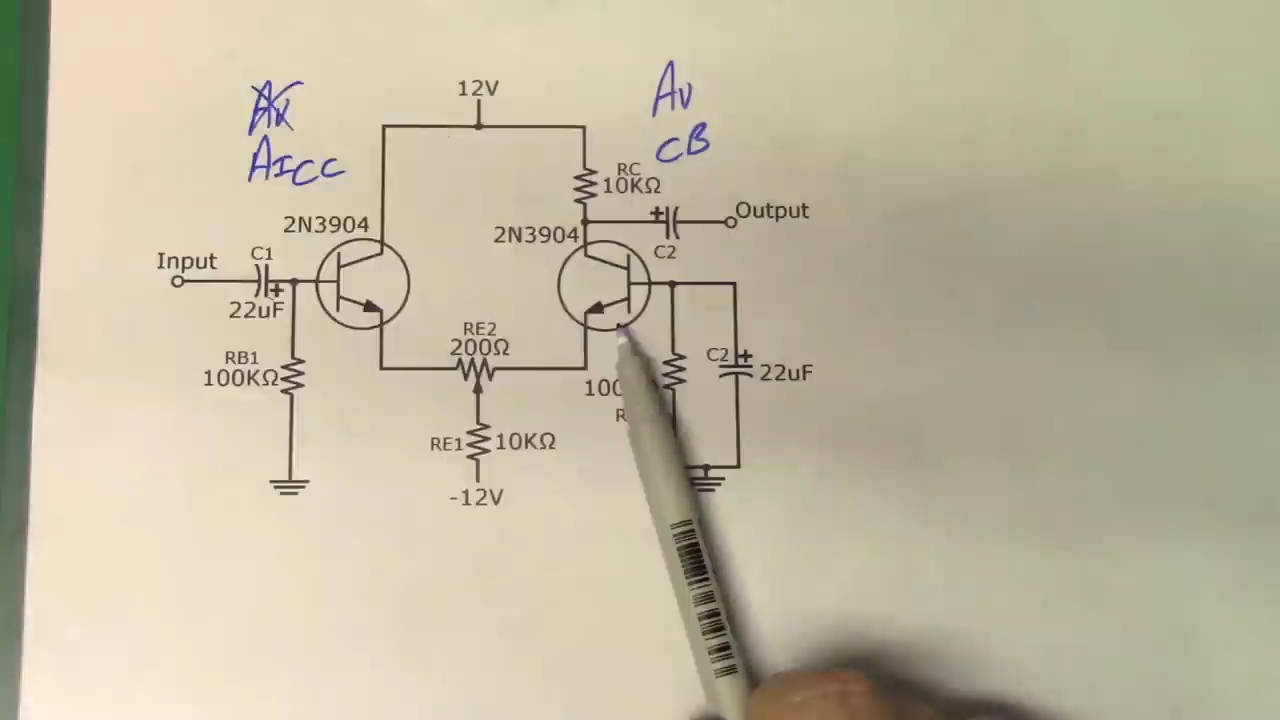 Av
AICC
12V
Av
CB
RC
10KΩ
2N3904
2N3904
Output
C2
Input
C1
22uF
RB1
100KΩ
RE2
200Ω
RE1
10KΩ
-12V
C2
22uF